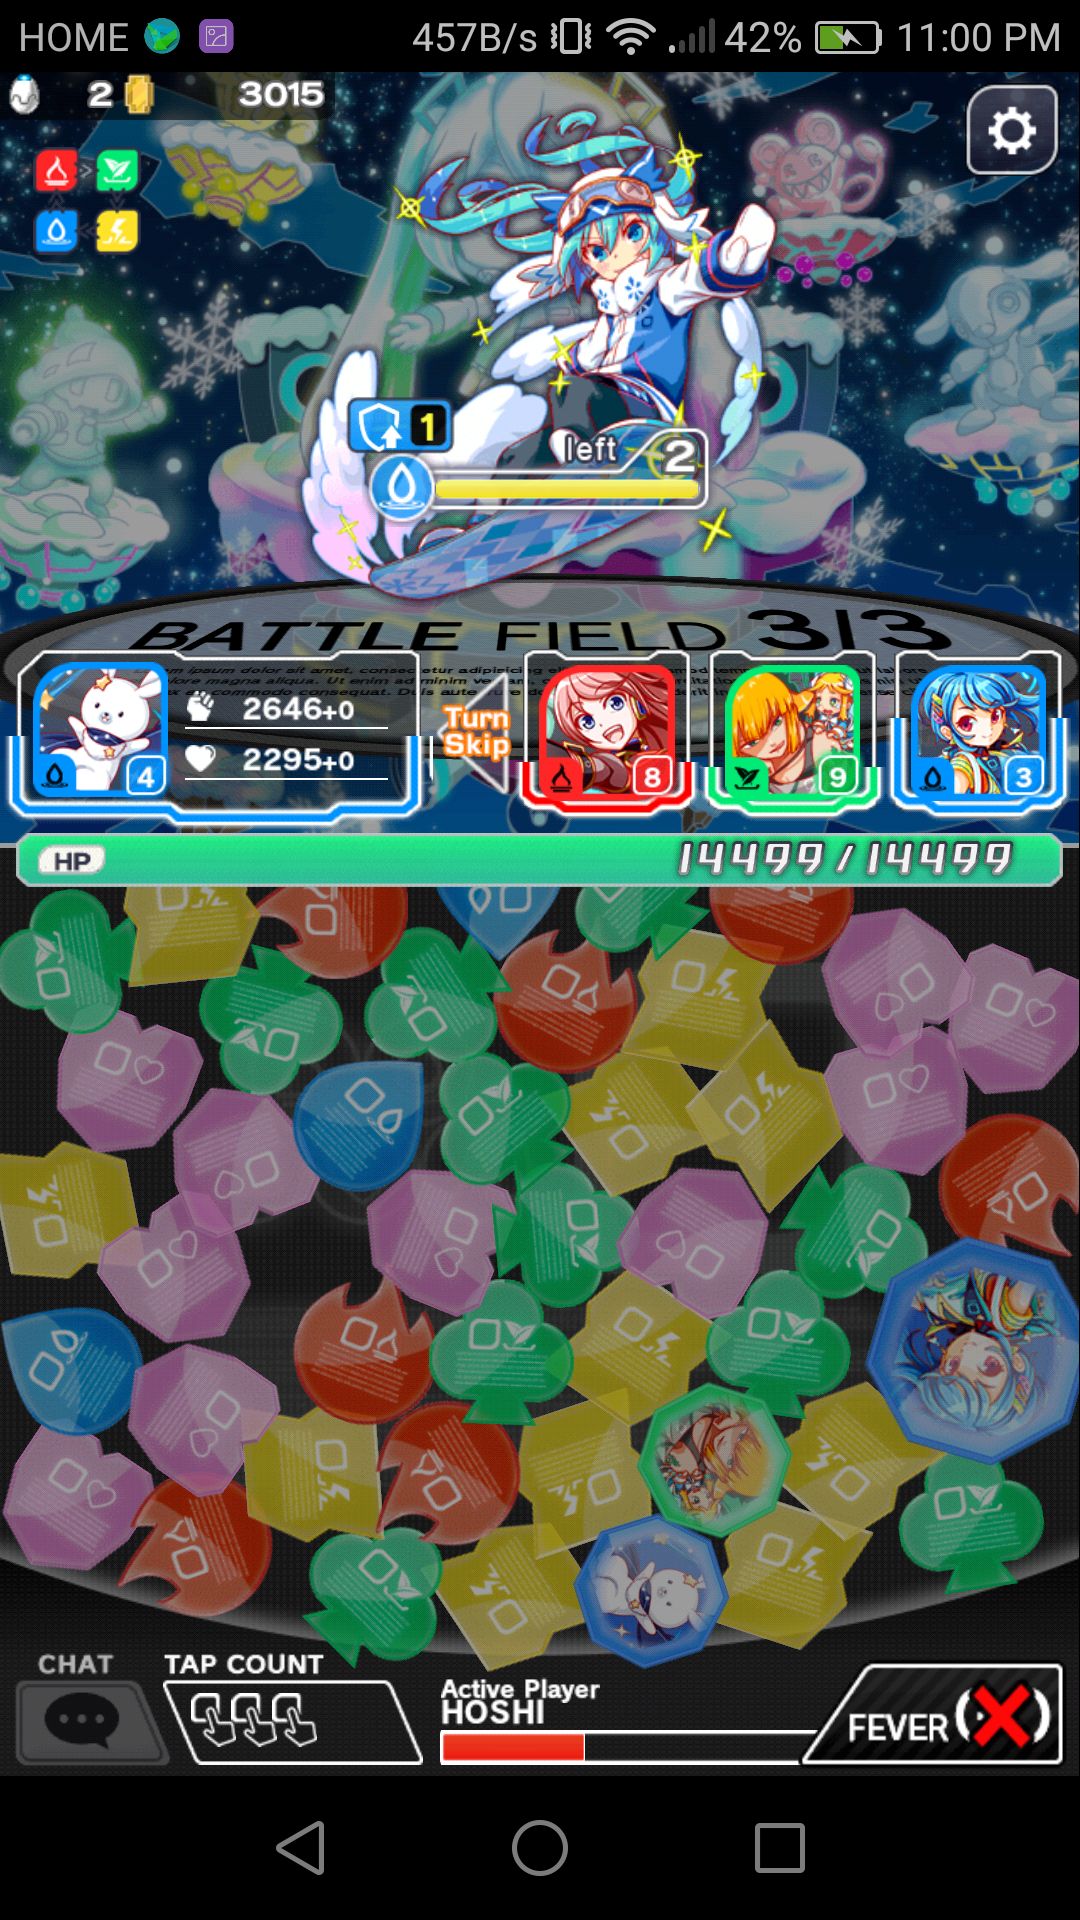 HOME 457B/s 42% 11:00 PM
2 3015
1
left 2
BATTLE FIELD 3/3
4 2646+0
2295+0
Turn
Skip
8 9 3
HP 14499/14499
CHAT
TAP COUNT
Active Player
HOSHI
FEVER